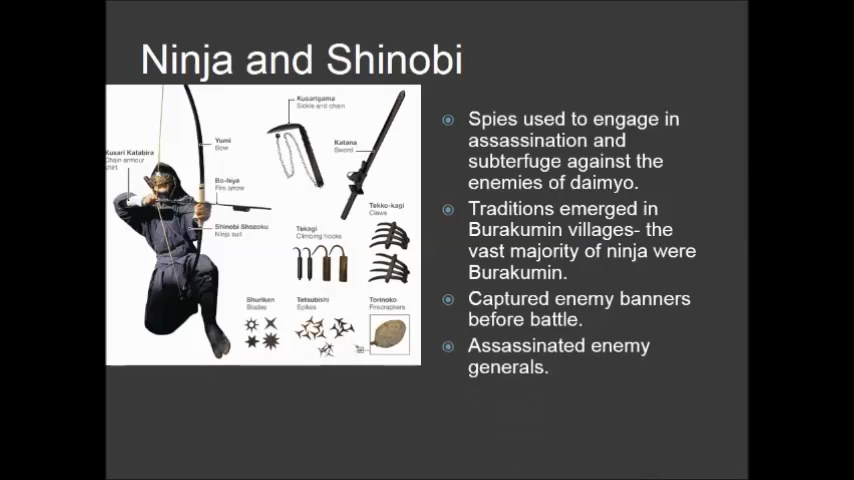 Ninja and Shinobi
Kusarigama
Sickle and chain
Katana
Sword
Kusari Katabira
Chain armour
shirt
Yumi
Bow
Bo-hiya
Fire arrow
Shinobi Shozoku
Ninja suit
Tekagi
Climbing hooks
Tekko-kagi
Claws
Shuriken
Blades
Tetsubishi
Spikes
Torinoko
Firecrackers
Spies used to engage in
assassination and
subterfuge against the
enemies of daimyo.
Traditions emerged in
Burakumin villages- the
vast majority of ninja were
Burakumin.
Captured enemy banners
before battle.
Assassinated enemy
generals.